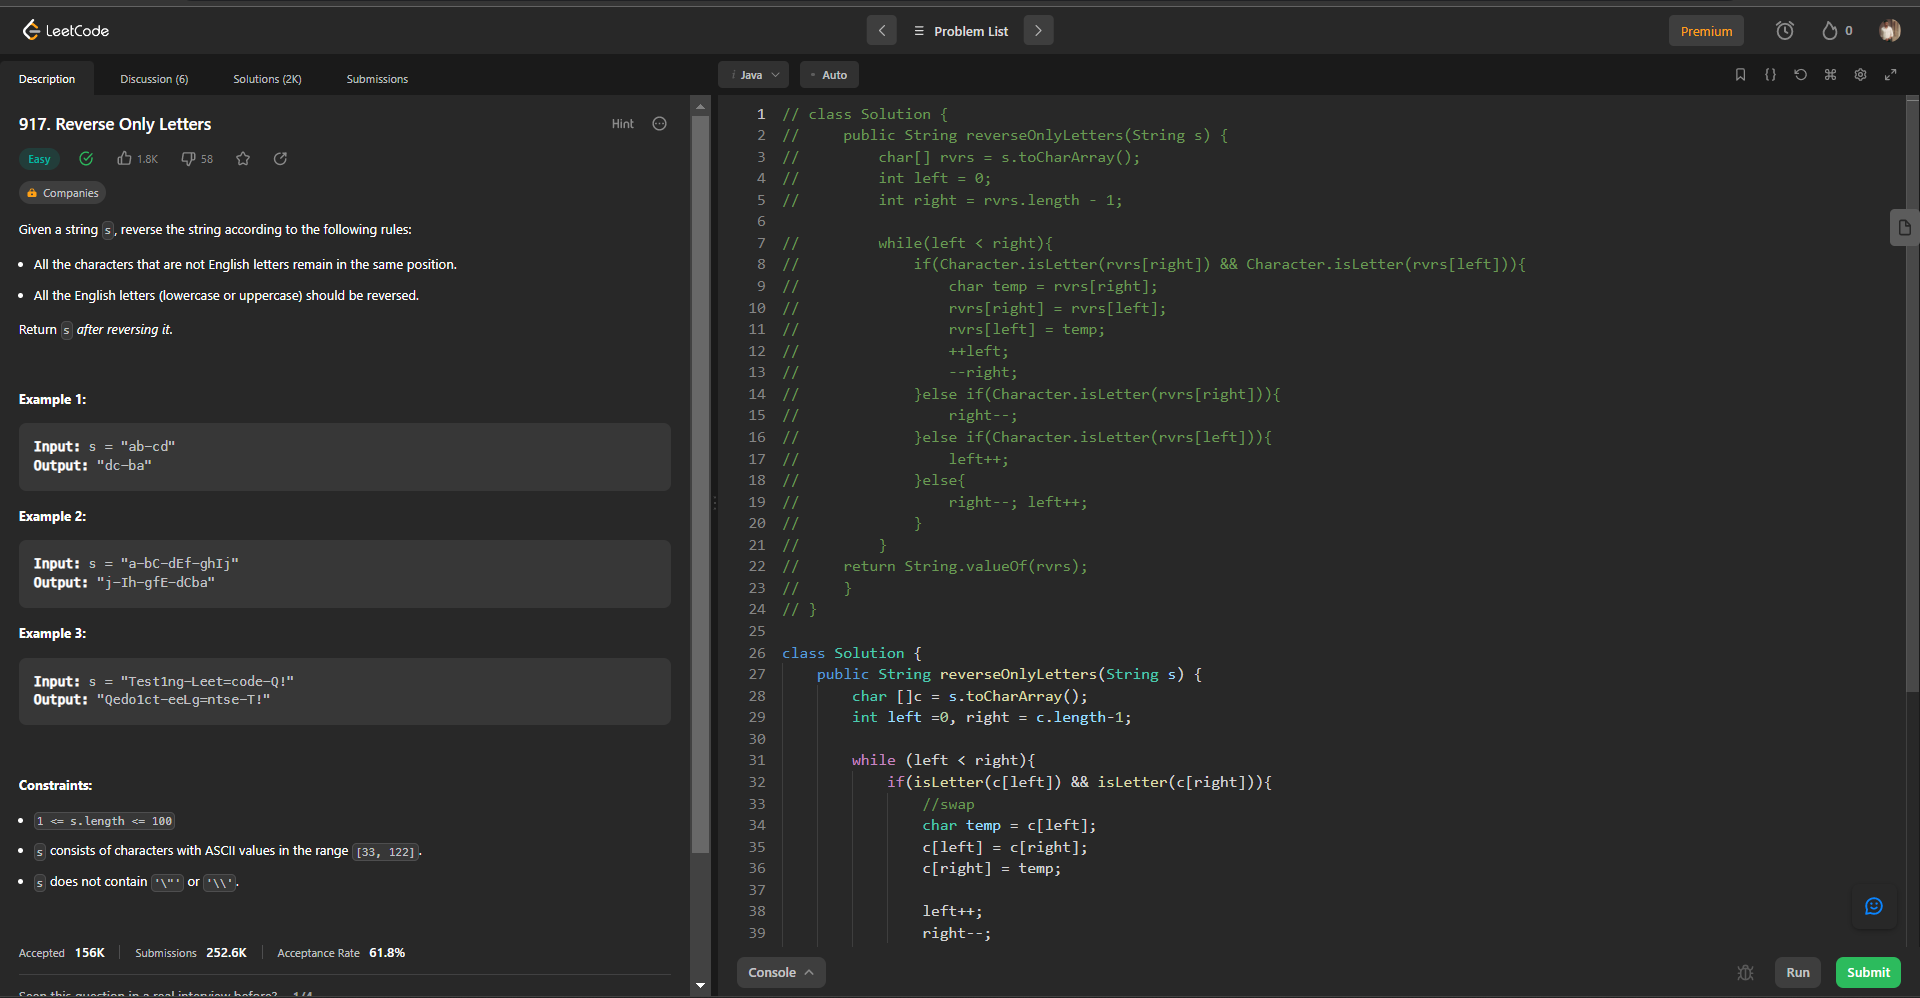 LeetCode
Problem List
Premium
0
Description
Discussion (6)
Solutions (2K)
Submissions
917. Reverse Only Letters
Hint
Easy
1.8K
58
Companies
Given a string s, reverse the string according to the following rules:
• All the characters that are not English letters remain in the same position.
• All the English letters (lowercase or uppercase) should be reversed.
Return s after reversing it.
Example 1:
Input: s = "ab-cd"
Output: "dc-ba"
Example 2:
Input: s = "a-bC-dEf-ghIj"
Output: "j-Ih-gfE-dCba"
Example 3:
Input: s = "Test1ng-Leet=code-Q!"
Output: "Qedo1ct-eeLg=ntse-T!"
Constraints:
• 1 <= s.length <= 100
• s consists of characters with ASCII values in the range [33, 122].
• s does not contain '\"' or '\\'.
Accepted 156K
Submissions 252.6K
Acceptance Rate 61.8%
Seen this question in a real interview before? 1/4
i Java
Auto
1 // class Solution {
2 //     public String reverseOnlyLetters(String s) {
3 //         char[] rvrs = s.toCharArray();
4 //         int left = 0;
5 //         int right = rvrs.length - 1;
6
7 //         while(left < right){
8 //             if(Character.isLetter(rvrs[right]) && Character.isLetter(rvrs[left])){
9 //                 char temp = rvrs[right];
10 //                 rvrs[right] = rvrs[left];
11 //                 rvrs[left] = temp;
12 //                 ++left;
13 //                 --right;
14 //             }else if(Character.isLetter(rvrs[right])){
15 //                 right--;
16 //             }else if(Character.isLetter(rvrs[left])){
17 //                 left++;
18 //             }else{
19 //                 right--; left++;
20 //             }
21 //         }
22 //     return String.valueOf(rvrs);
23 //     }
24 // }
25
26 class Solution {
27     public String reverseOnlyLetters(String s) {
28         char []c = s.toCharArray();
29         int left =0, right = c.length-1;
30
31         while (left < right){
32             if(isLetter(c[left]) && isLetter(c[right])){
33                 //swap
34                 char temp = c[left];
35                 c[left] = c[right];
36                 c[right] = temp;
37
38                 left++;
39                 right--;
Console
Run
Submit